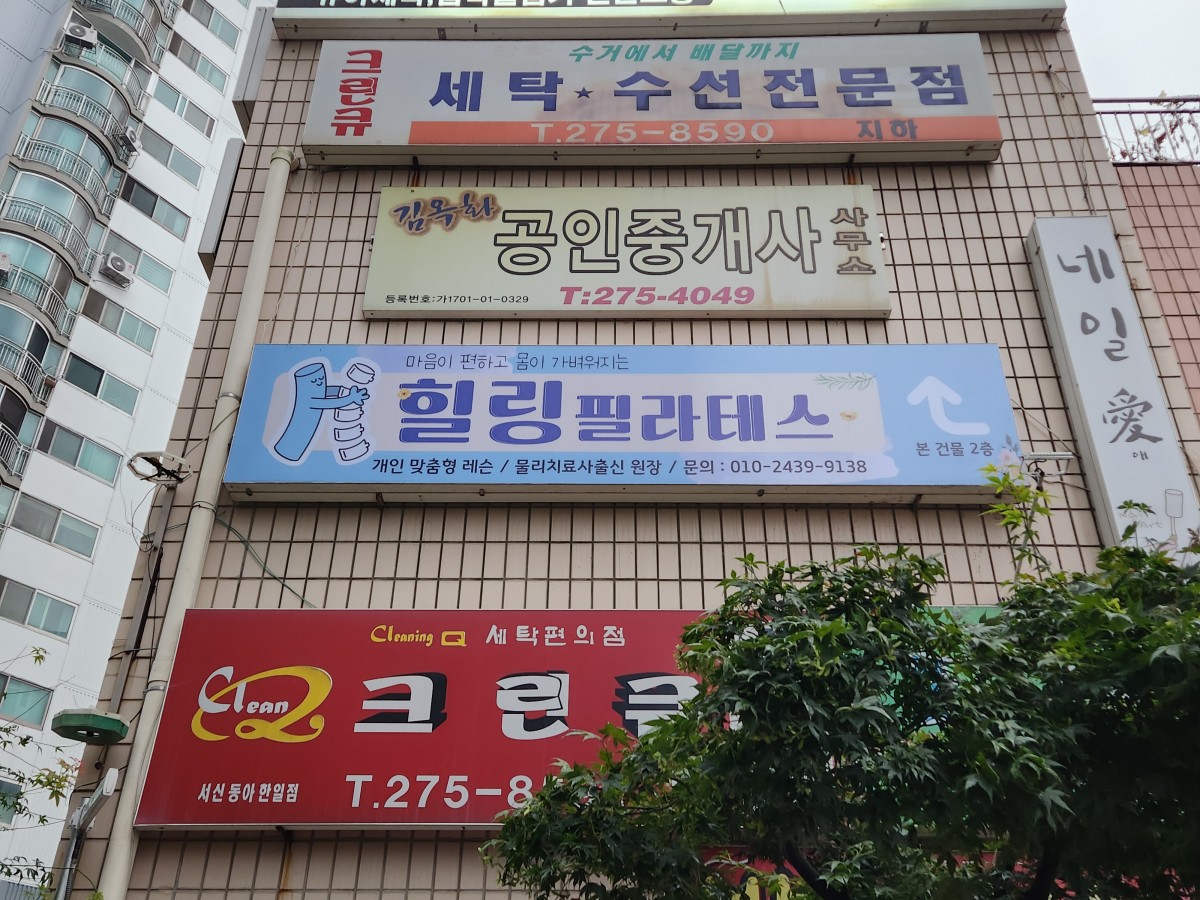 크린큐
수거에서 배달까지
세탁★수선전문점
T.275-8590 지하
김옥화
공인중개사
사무소
등록번호:가1701-01-0329
T:275-4049
마음이 편하고 몸이 가벼워지는
힐링필라테스
개인 맞춤형 레슨 / 물리치료사출신 원장 / 문의 : 010-2439-9138
본 건물 2층
네일 愛
애
Cleaning Q 세탁편의점
Clean Q
크린큐
서신동아한일점
T.275-8